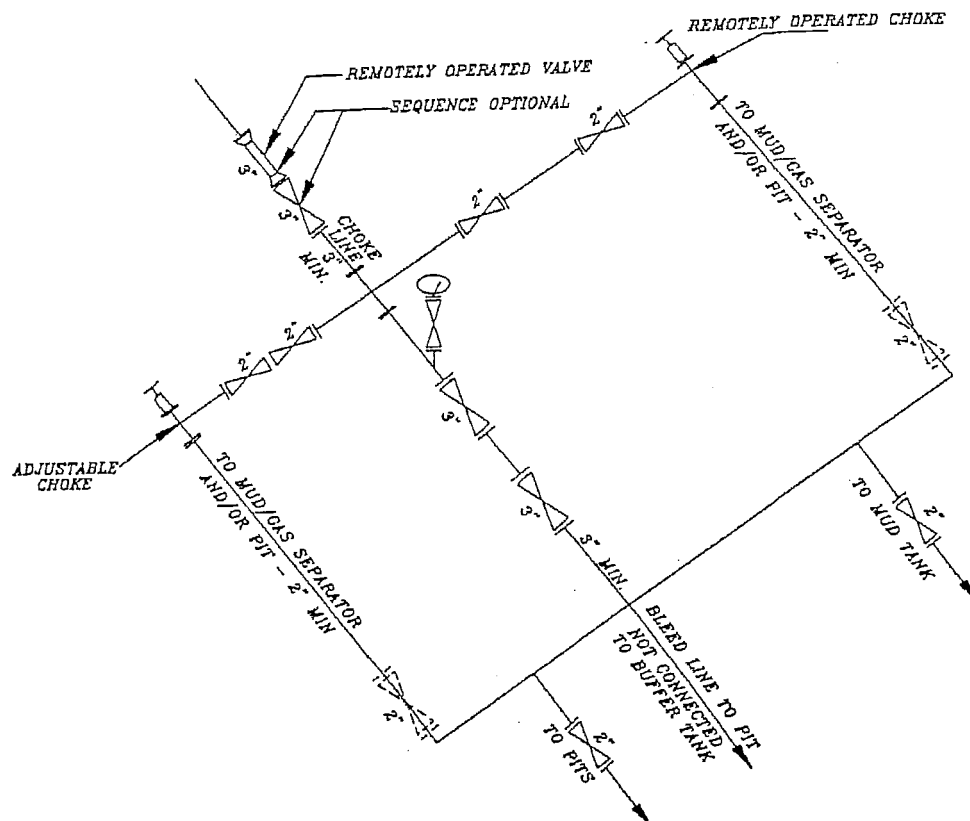 REMOTELY OPERATED CHOKE
REMOTELY OPERATED VALVE
SEQUENCE OPTIONAL
3"
3"
CHOKE
LINE
3"
MIN.
2"
2"
TO MUD/GAS SEPARATOR
AND/OR PIT - 2" MIN
2"
2"
2"
ADJUSTABLE
CHOKE
3"
3"
3" MIN.
TO MUD/GAS SEPARATOR
AND/OR PIT - 2" MIN
2"
2"
TO MUD TANK
BLEED LINE TO PIT
NOT CONNECTED
TO BUFFER TANK
2"
TO PITS